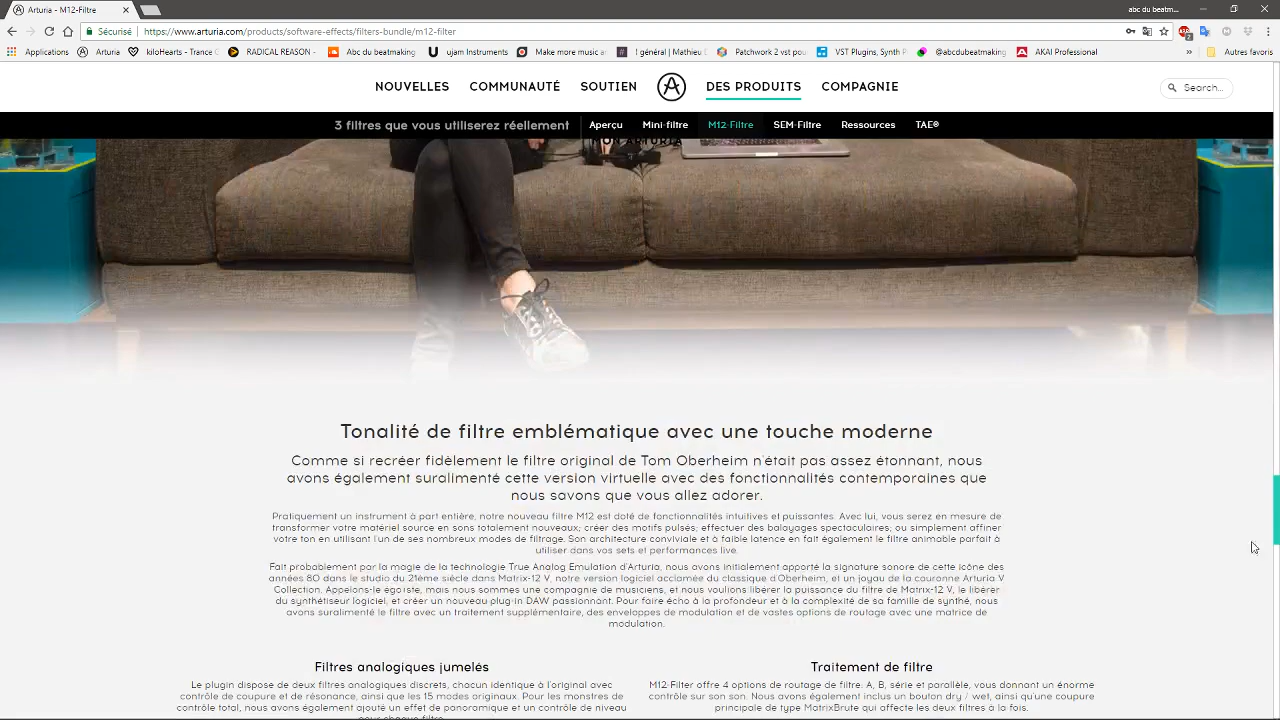 Arturia - M12-Filtre
abc du beatm...
Sécurisé
https://www.arturia.com/products/software-effects/filters-bundle/m12-filter
Applications
Arturia
kiloHearts - Trance G
RADICAL REASON -
Abc du beatmaking
ujam Instruments
Make more music an
! général | Mathieu D
Patchwork 2 vst pour
VST Plugins, Synth P
@abcdubeatmaking
AKAI Professional
»
Autres favoris
NOUVELLES
COMMUNAUTÉ
SOUTIEN
DES PRODUITS
COMPAGNIE
Search...
3 filtres que vous utiliserez réellement
Aperçu
Mini-filtre
M12-Filtre
SEM-Filtre
Ressources
TAE®
MON ARTURIA
Tonalité de filtre emblématique avec une touche moderne
Comme si recréer fidèlement le filtre original de Tom Oberheim n'était pas assez étonnant, nous
avons également suralimenté cette version virtuelle avec des fonctionnalités contemporaines que
nous savons que vous allez adorer.
Pratiquement un instrument à part entière, notre nouveau filtre M12 est doté de fonctionnalités intuitives et puissantes. Avec lui, vous serez en mesure de
transformer votre matériel source en sons totalement nouveaux; créer des motifs pulsés; effectuer des balayages spectaculaires; ou simplement affiner
votre ton en utilisant l'un de ses nombreux modes de filtrage. Son architecture conviviale et à faible latence en fait également le filtre animable parfait à
utiliser dans vos sets et performances live.
Fait probablement par la magie de la technologie True Analog Emulation d'Arturia, nous avons initialement apporté la signature sonore de cette icône des
années 80 dans le studio du 21ème siècle dans Matrix-12 V, notre version logiciel acclamée du classique d'Oberheim, et un joyau de la couronne Arturia V
Collection. Appelons-le égoïste, mais nous sommes une compagnie de musiciens, et nous voulions libérer la puissance du filtre de Matrix-12 V, le libérer
du synthétiseur logiciel, et créer un nouveau plug-in DAW passionnant. Pour faire écho à la profondeur et à la complexité de sa famille de synthé, nous
avons suralimenté le filtre avec un traitement supplémentaire, des enveloppes de modulation et de vastes options de routage avec une matrice de
modulation.
Filtres analogiques jumelés
Le plugin dispose de deux filtres analogiques discrets, chacun identique à l'original avec
contrôle de coupure et de résonance, ainsi que les 15 modes originaux. Pour les monstres de
contrôle tout, nous avons également ajouté un effet de panoramique et un contrôle de niveau
pour chaque filtre.
Traitement de filtre
M12-Filter offre 4 options de routage de filtre. A, B, série et parallèle, vous donnant un énorme
contrôle sur son son. Nous avons également inclus un bouton dry / wet, ainsi qu'une coupure
principale de type MatrixBrute qui affecte les deux filtres à la fois.